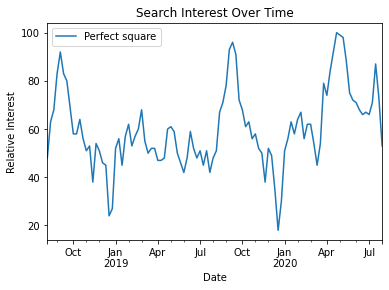 Search Interest Over Time
Perfect square
Relative Interest
100
80
60
40
20
Oct
Jan
2019
Apr
Jul
Oct
Jan
2020
Apr
Jul
Date